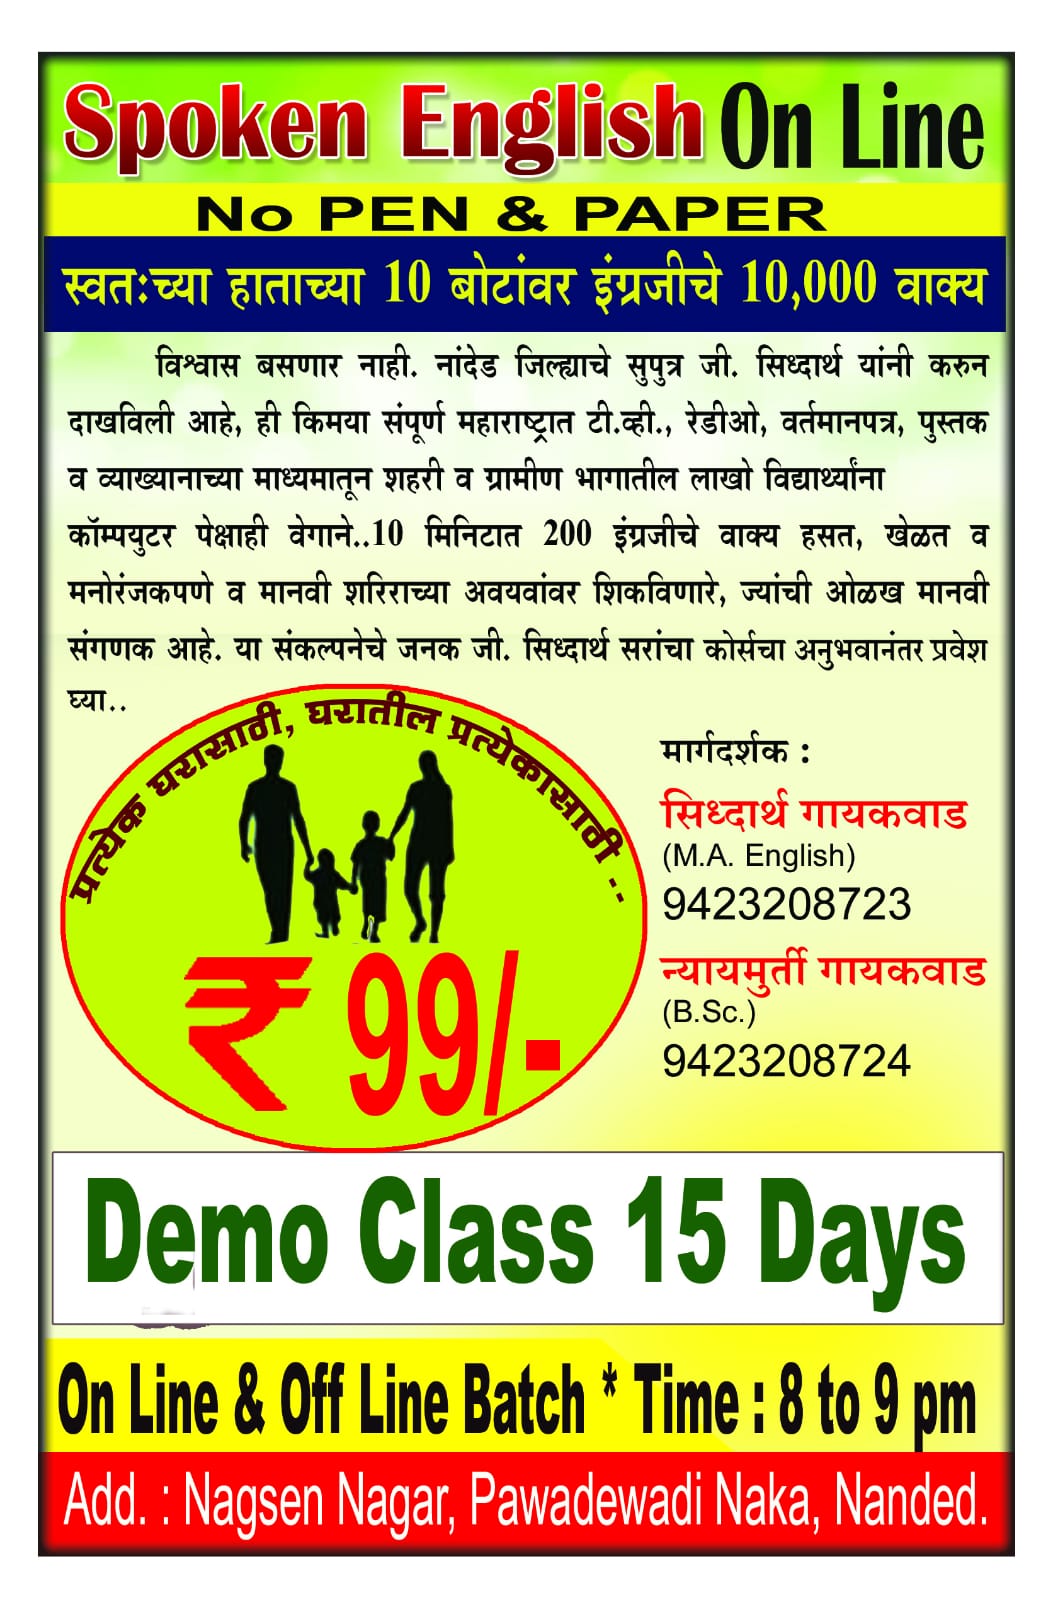 Spoken English On Line
No PEN & PAPER
स्वतःच्या हाताच्या 10 बोटांवर इंग्रजीचे 10,000 वाक्य
विश्वास बसणार नाही. नांदेड जिल्ह्याचे सुपुत्र जी. सिध्दार्थ यांनी करुन
दाखविली आहे, ही किमया संपूर्ण महाराष्ट्रात टी.व्ही., रेडीओ, वर्तमानपत्र, पुस्तक
व व्याख्यानाच्या माध्यमातून शहरी व ग्रामीण भागातील लाखो विद्यार्थ्यांना
कॉम्पयुटर पेक्षाही वेगाने..10 मिनिटात 200 इंग्रजीचे वाक्य हसत, खेळत व
मनोरंजकपणे व मानवी शरिराच्या अवयवांवर शिकविणारे, ज्यांची ओळख मानवी
संगणक आहे. या संकल्पनेचे जनक जी. सिध्दार्थ सरांचा कोर्सचा अनुभवानंतर प्रवेश
घ्या..
प्रत्येक घरासाठी, घरातील प्रत्येकासाठी ..
₹ 99/-
मार्गदर्शक :
सिध्दार्थ गायकवाड
(M.A. English)
9423208723
न्यायमुर्ती गायकवाड
(B.Sc.)
9423208724
Demo Class 15 Days
On Line & Off Line Batch * Time : 8 to 9 pm
Add. : Nagsen Nagar, Pawadewadi Naka, Nanded.